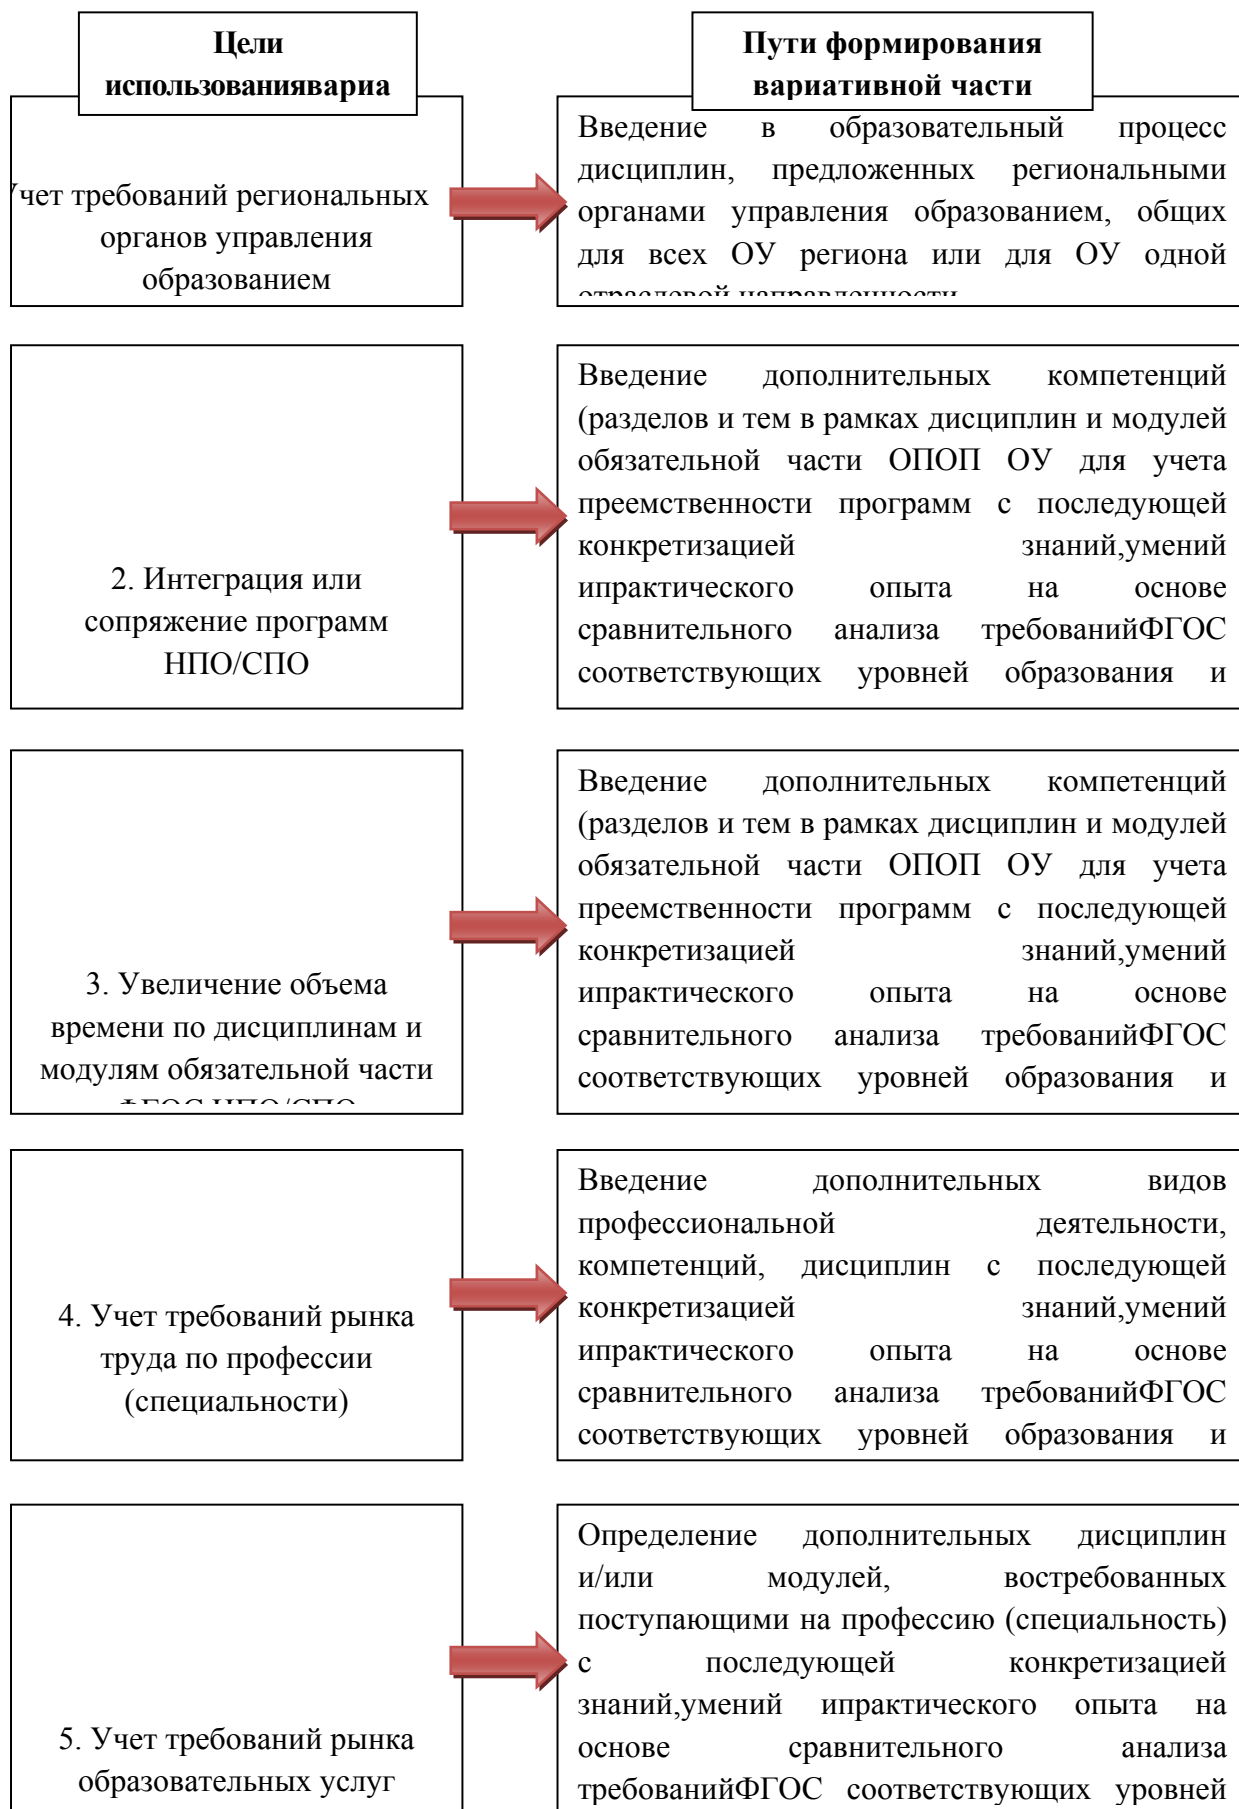 Цели
использованиявариа
Пути формирования
вариативной части
Учет требований региональных
органов управления
образованием
Введение в образовательный процесс
дисциплин, предложенных региональными
органами управления образованием, общих
для всех ОУ региона или для ОУ одной
отраслевой направленности
2. Интеграция или
сопряжение программ
НПО/СПО
Введение дополнительных компетенций
(разделов и тем в рамках дисциплин и модулей
обязательной части ОПОП ОУ для учета
преемственности программ с последующей
конкретизацией знаний,умений
ипрактического опыта на основе
сравнительного анализа требованийФГОС
соответствующих уровней образования и
3. Увеличение объема
времени по дисциплинам и
модулям обязательной части
ФГОС НПО/СПО
Введение дополнительных компетенций
(разделов и тем в рамках дисциплин и модулей
обязательной части ОПОП ОУ для учета
преемственности программ с последующей
конкретизацией знаний,умений
ипрактического опыта на основе
сравнительного анализа требованийФГОС
соответствующих уровней образования и
4. Учет требований рынка
труда по профессии
(специальности)
Введение дополнительных видов
профессиональной деятельности,
компетенций, дисциплин с последующей
конкретизацией знаний,умений
ипрактического опыта на основе
сравнительного анализа требованийФГОС
соответствующих уровней образования и
5. Учет требований рынка
образовательных услуг
Определение дополнительных дисциплин
и/или модулей, востребованных
поступающими на профессию (специальность)
с последующей конкретизацией
знаний,умений ипрактического опыта на
основе сравнительного анализа
требованийФГОС соответствующих уровней